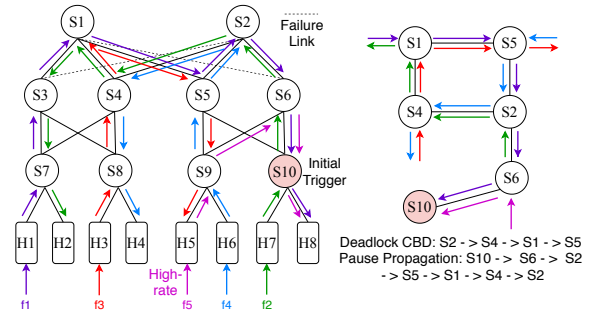 S1
S2
Failure
Link
S3
S4
S5
S6
S7
S8
S9
S10
Initial
Trigger
H1
H2
H3
H4
H5
H6
H7
H8
High-
rate
f1
f3
f5
f4
f2
S1
S5
S4
S2
S6
S10
Deadlock CBD: S2 -> S4 -> S1 -> S5
Pause Propagation: S10 -> S6 -> S2
-> S5 -> S1 -> S4 -> S2